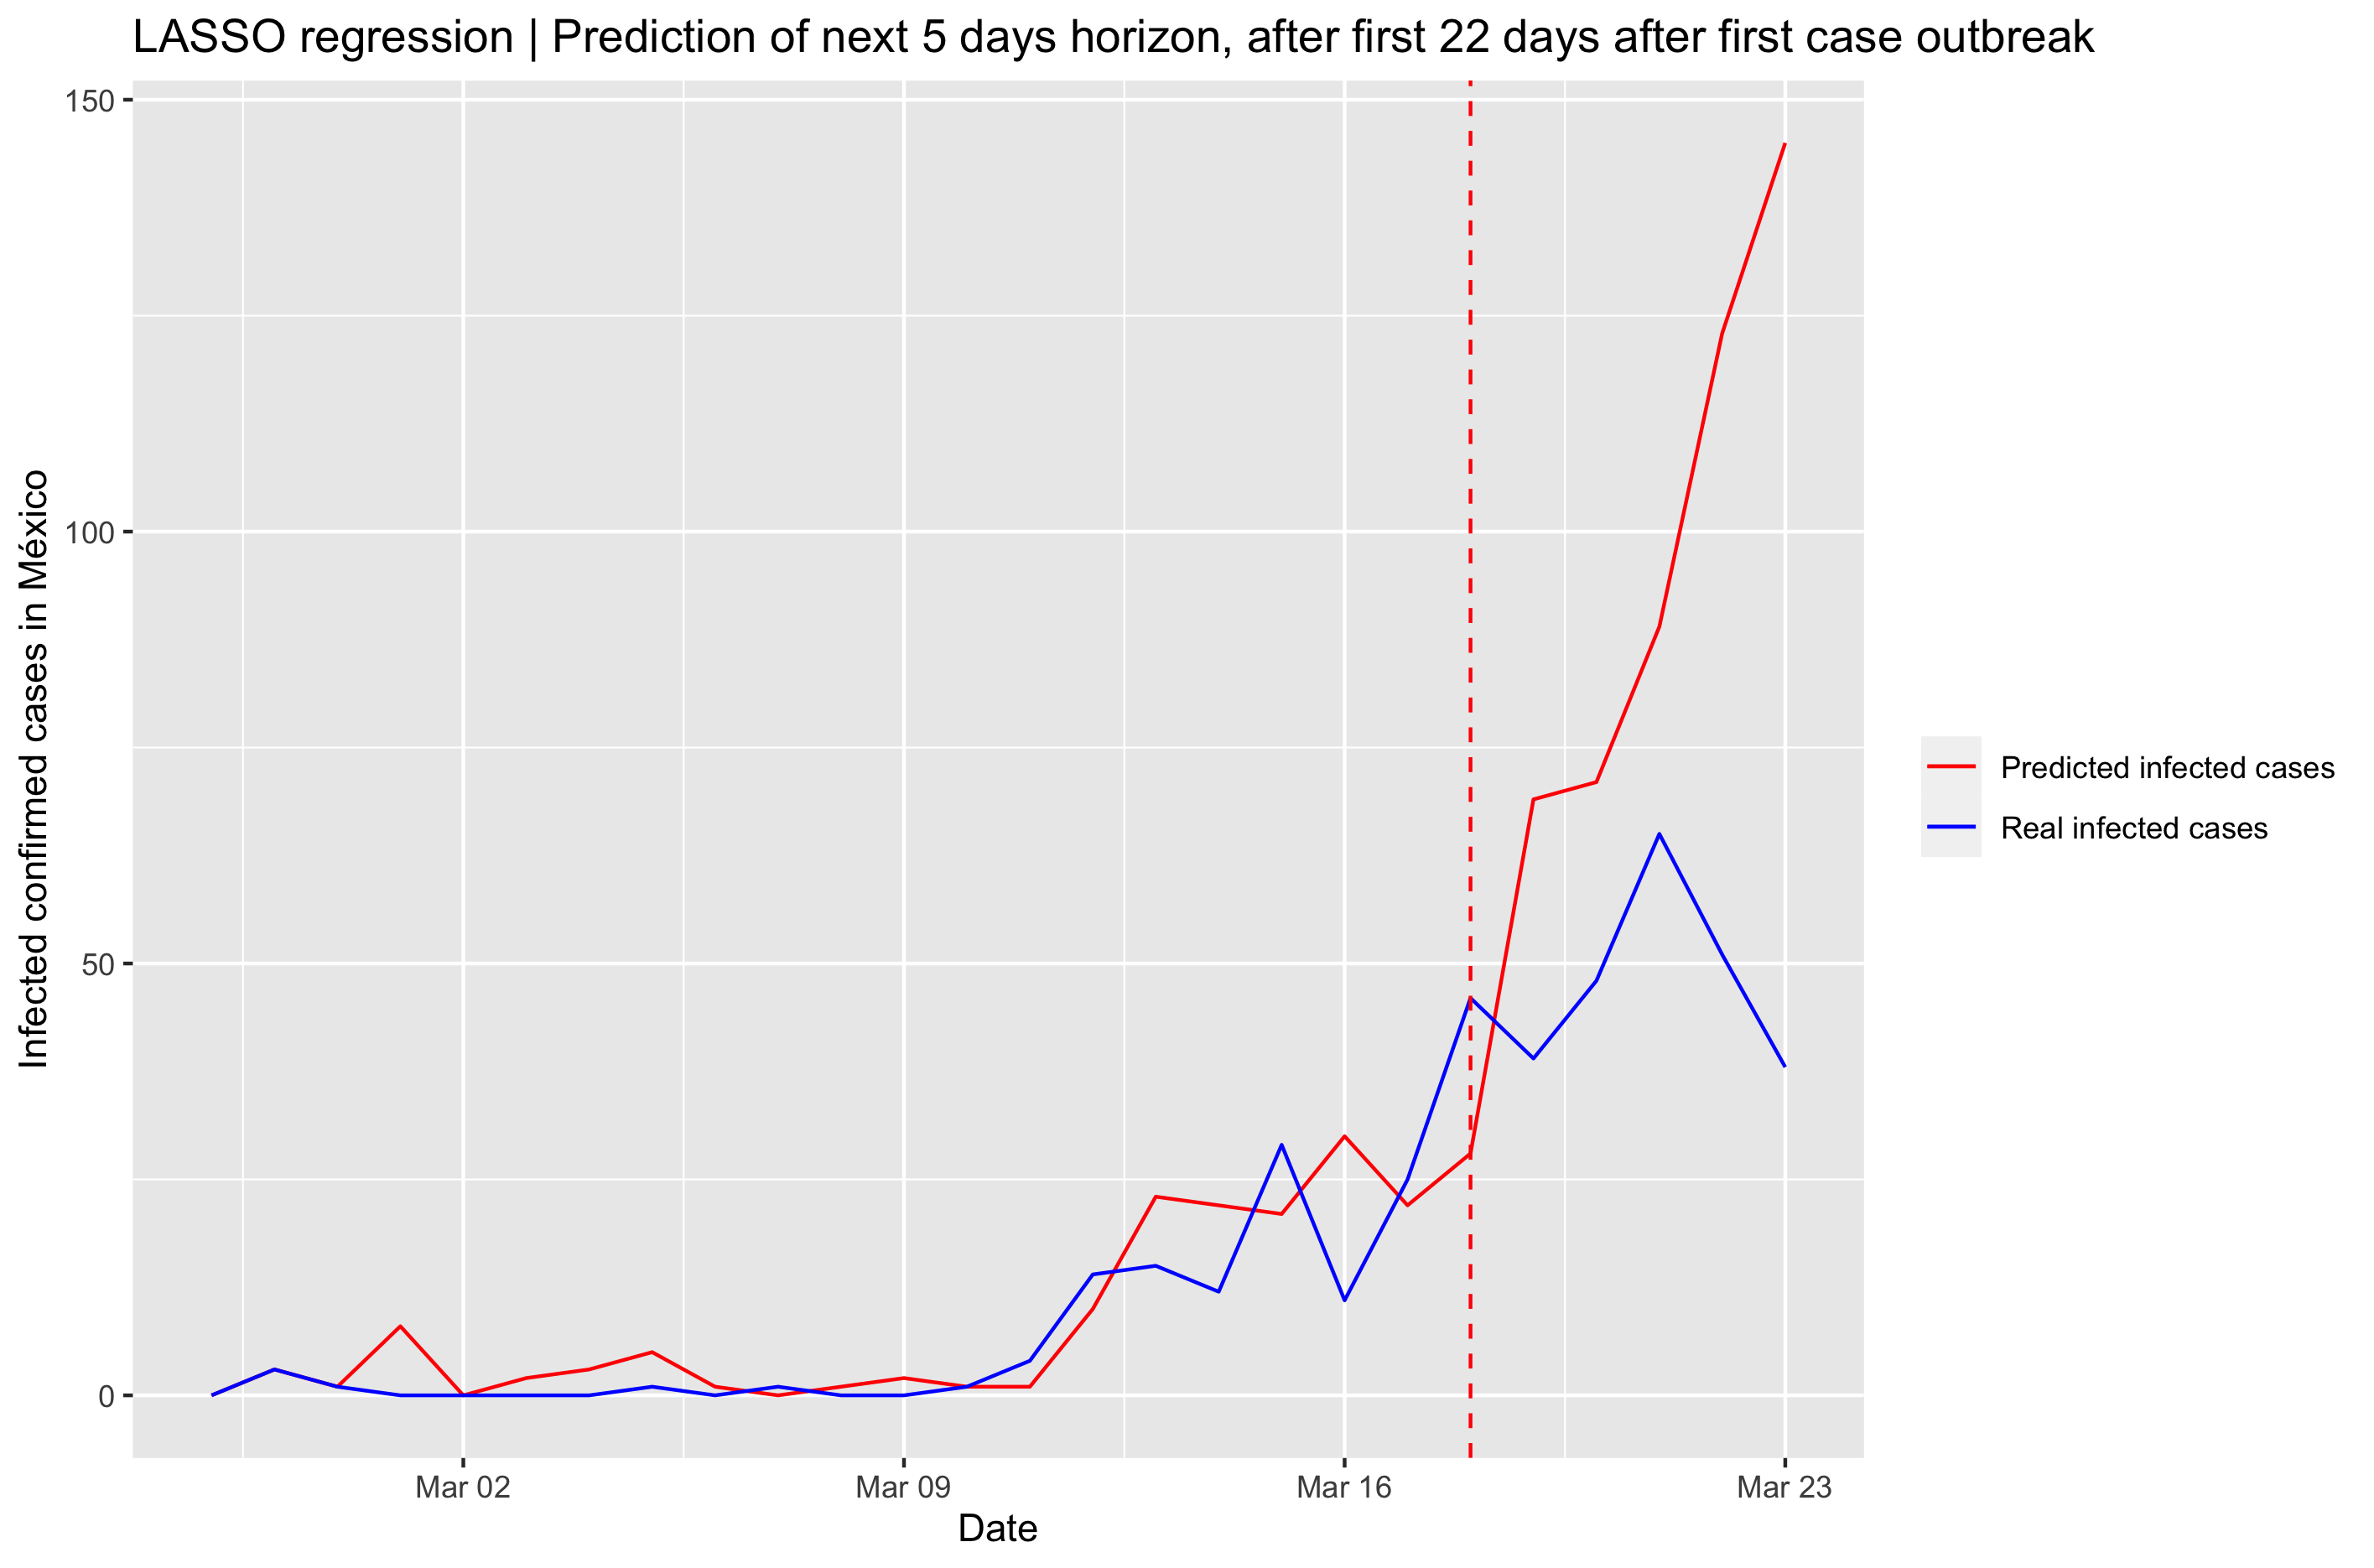 LASSO regression | Prediction of next 5 days horizon, after first 22 days after first case outbreak
Infected confirmed cases in México
150
100
50
0
Mar 02
Mar 09
Mar 16
Mar 23
Date
Predicted infected cases
Real infected cases